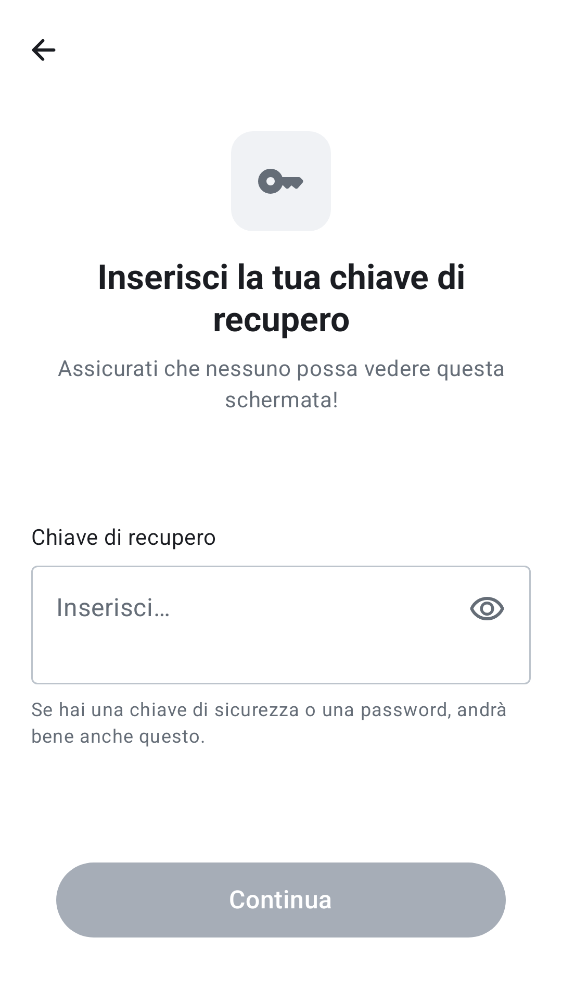 Inserisci la tua chiave di
recupero
Assicurati che nessuno possa vedere questa
schermata!
Chiave di recupero
Inserisci…
Se hai una chiave di sicurezza o una password, andrà
bene anche questo.
Continua